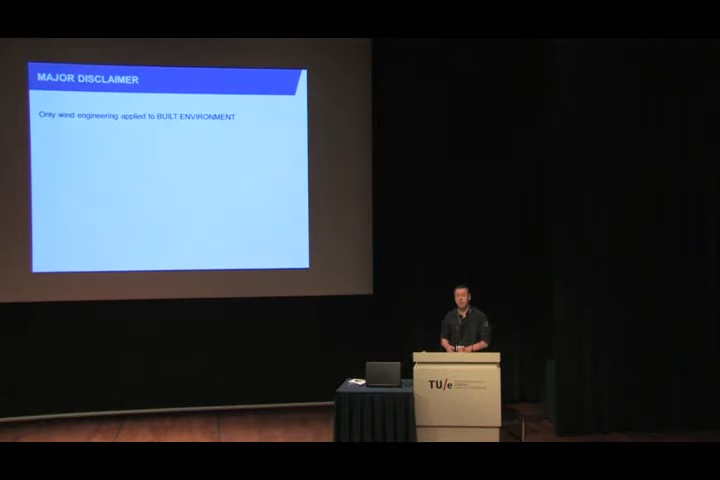 MAJOR DISCLAIMER
Only wind engineering applied to BUILT ENVIRONMENT
TU/e